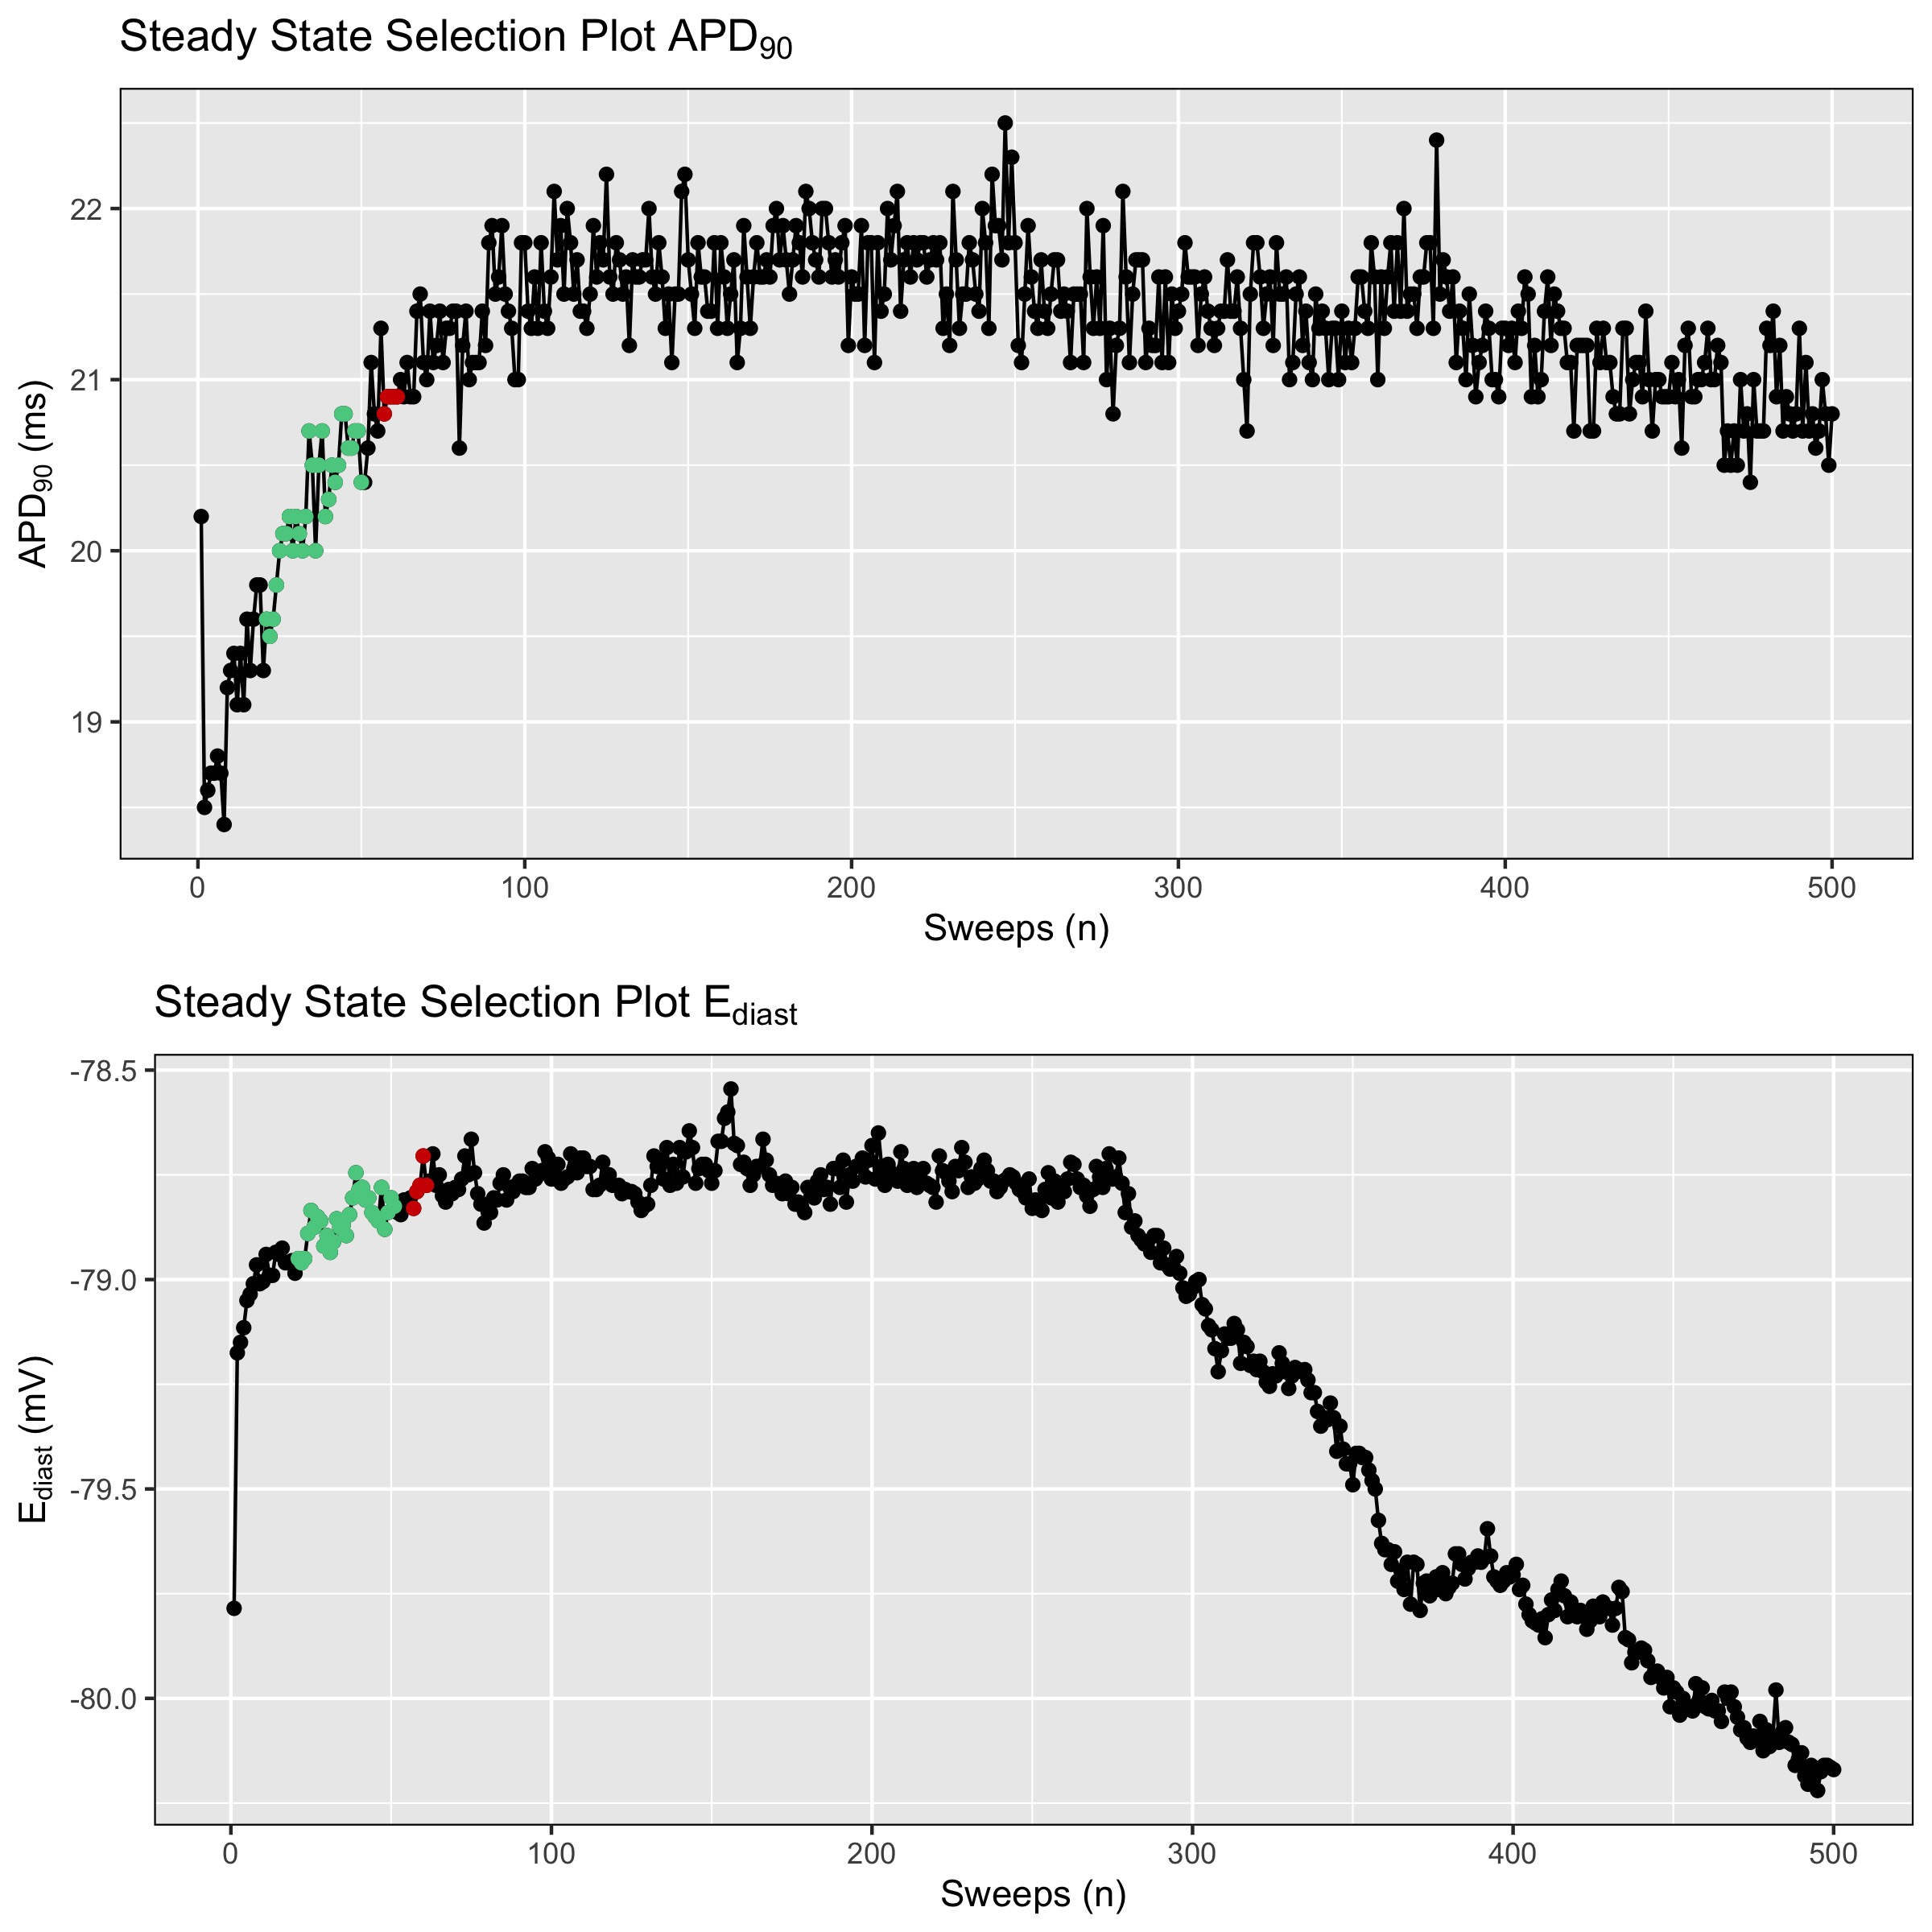 Steady State Selection Plot APD90
22
21
20
19
APD90 (ms)
0 100 200 300 400 500
Sweeps (n)
Steady State Selection Plot Ediast
-78.5
-79.0
-79.5
-80.0
Ediast (mV)
0 100 200 300 400 500
Sweeps (n)